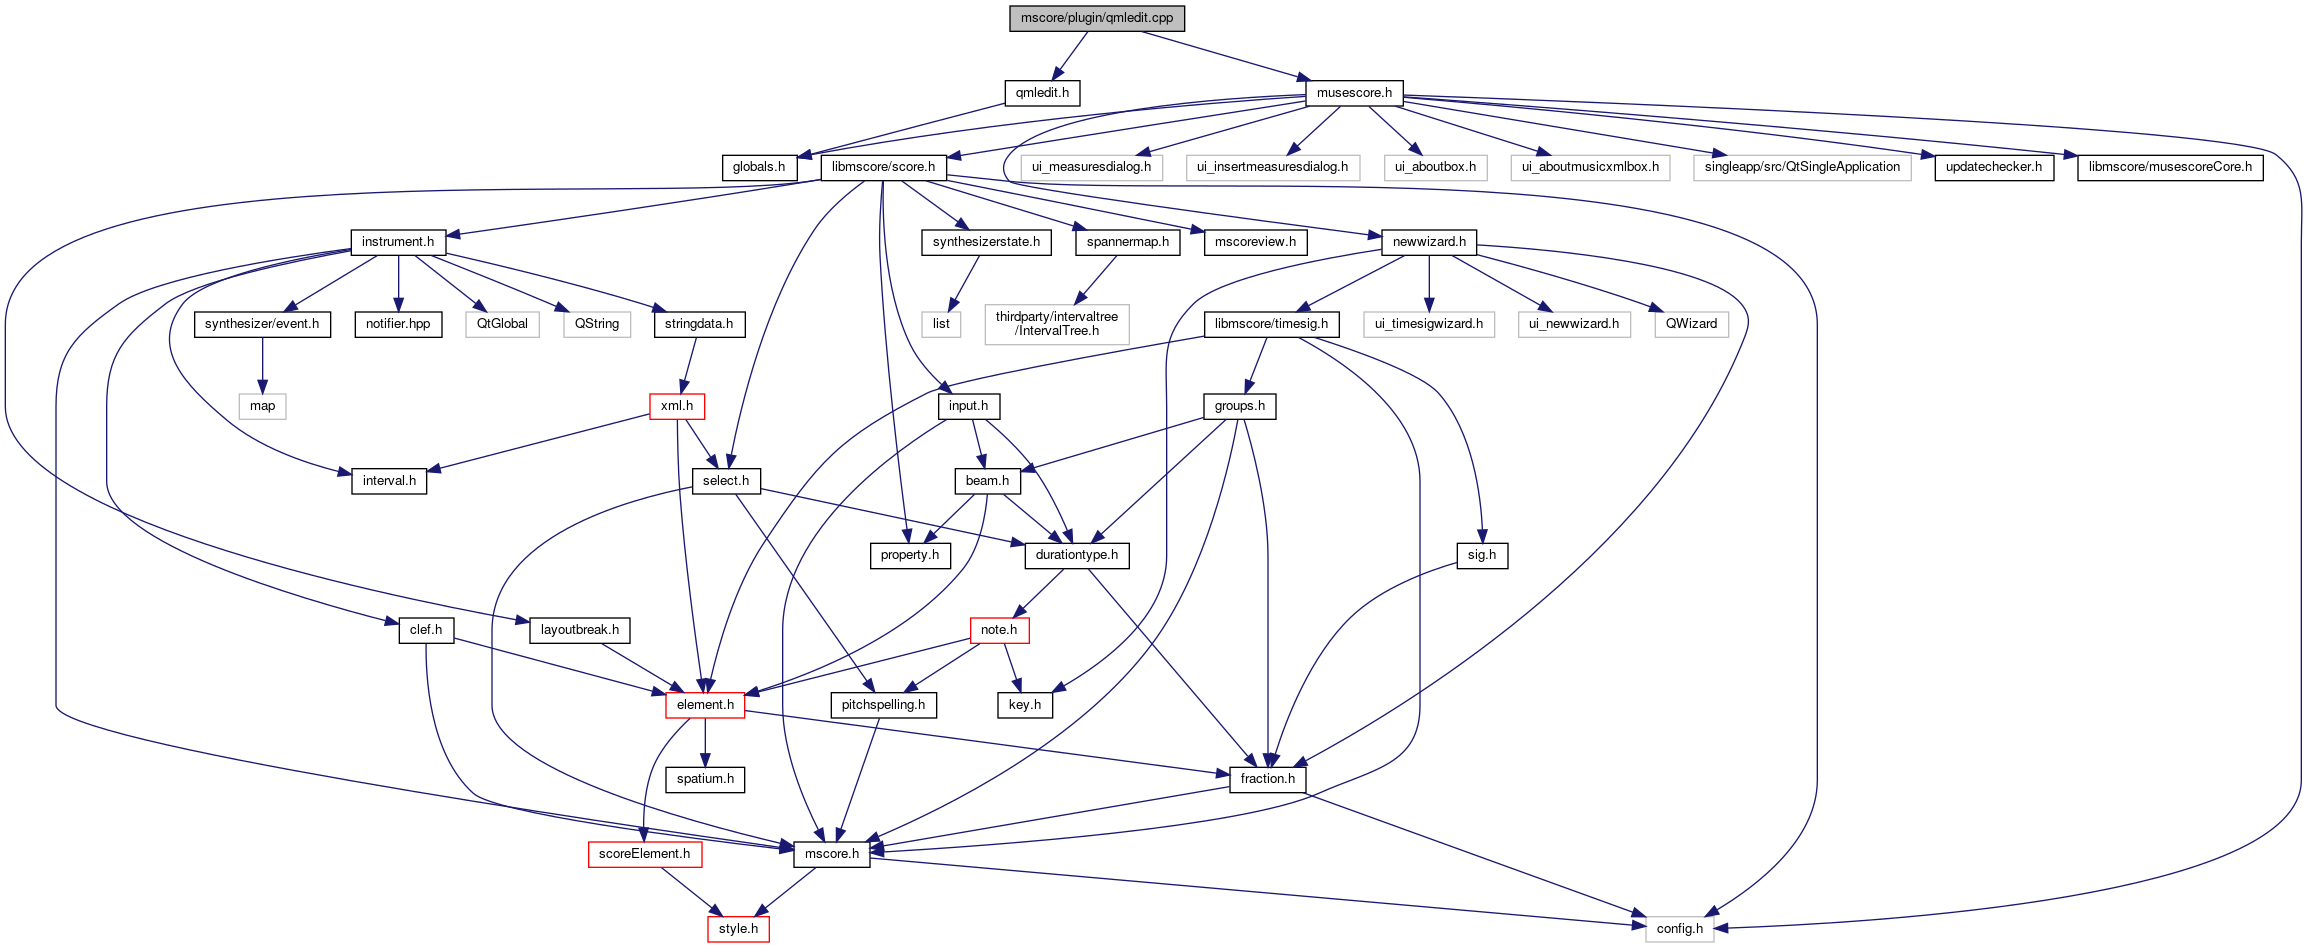 mscore/plugin/qmledit.cpp
qmledit.h
musescore.h
globals.h
libmscore/score.h
ui_measuresdialog.h
ui_insertmeasuresdialog.h
ui_aboutbox.h
ui_aboutmusicxmlbox.h
singleapp/src/QtSingleApplication
updatechecker.h
libmscore/musescoreCore.h
instrument.h
synthesizerstate.h
spannermap.h
mscoreview.h
newwizard.h
synthesizer/event.h
notifier.hpp
QtGlobal
QString
stringdata.h
list
thirdparty/intervaltree
/IntervalTree.h
libmscore/timesig.h
ui_timesigwizard.h
ui_newwizard.h
QWizard
map
xml.h
input.h
groups.h
interval.h
select.h
beam.h
property.h
durationtype.h
sig.h
clef.h
layoutbreak.h
note.h
element.h
pitchspelling.h
key.h
spatium.h
fraction.h
scoreElement.h
mscore.h
style.h
config.h